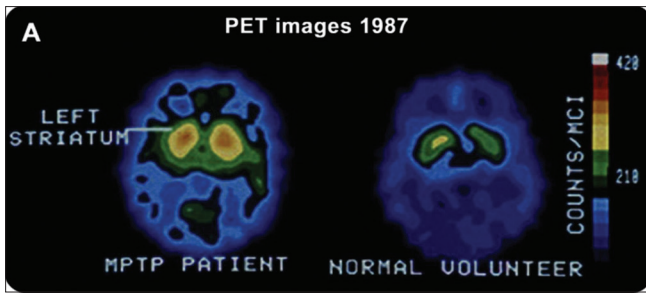 A
PET images 1987
LEFT
STRIATUM
420
COUNTS/MCI
210
MPTP PATIENT
NORMAL VOLUNTEER